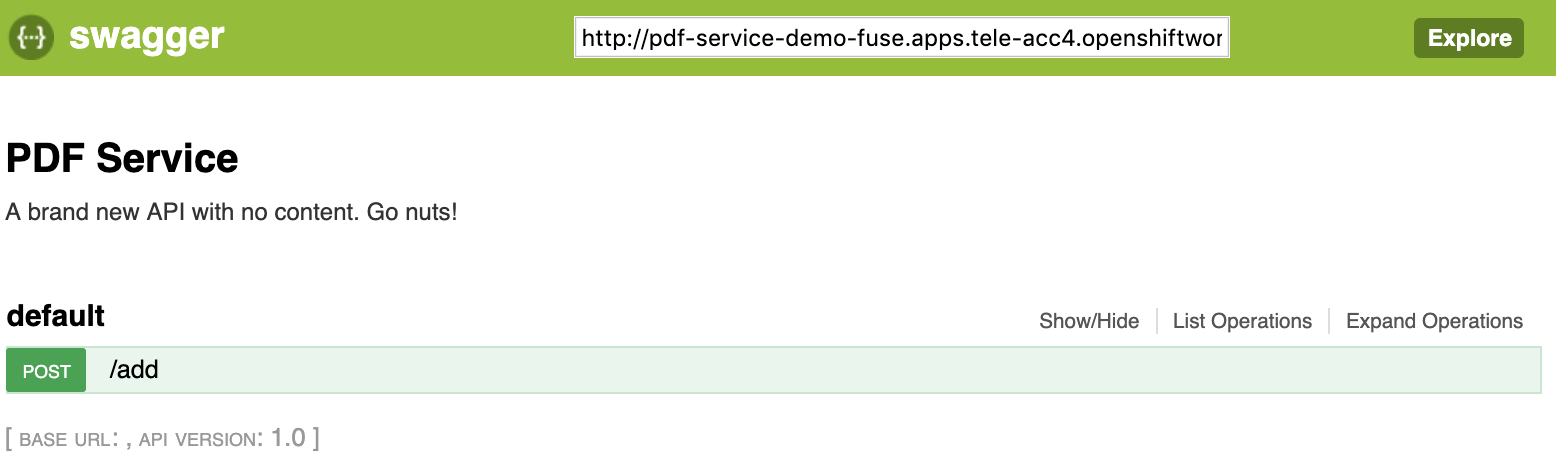 {...} swagger http://pdf-service-demo-fuse.apps.tele-acc4.openshiftwor Explore
PDF Service
A brand new API with no content. Go nuts!
default Show/Hide List Operations Expand Operations
POST /add
[ BASE URL: , API VERSION: 1.0 ]